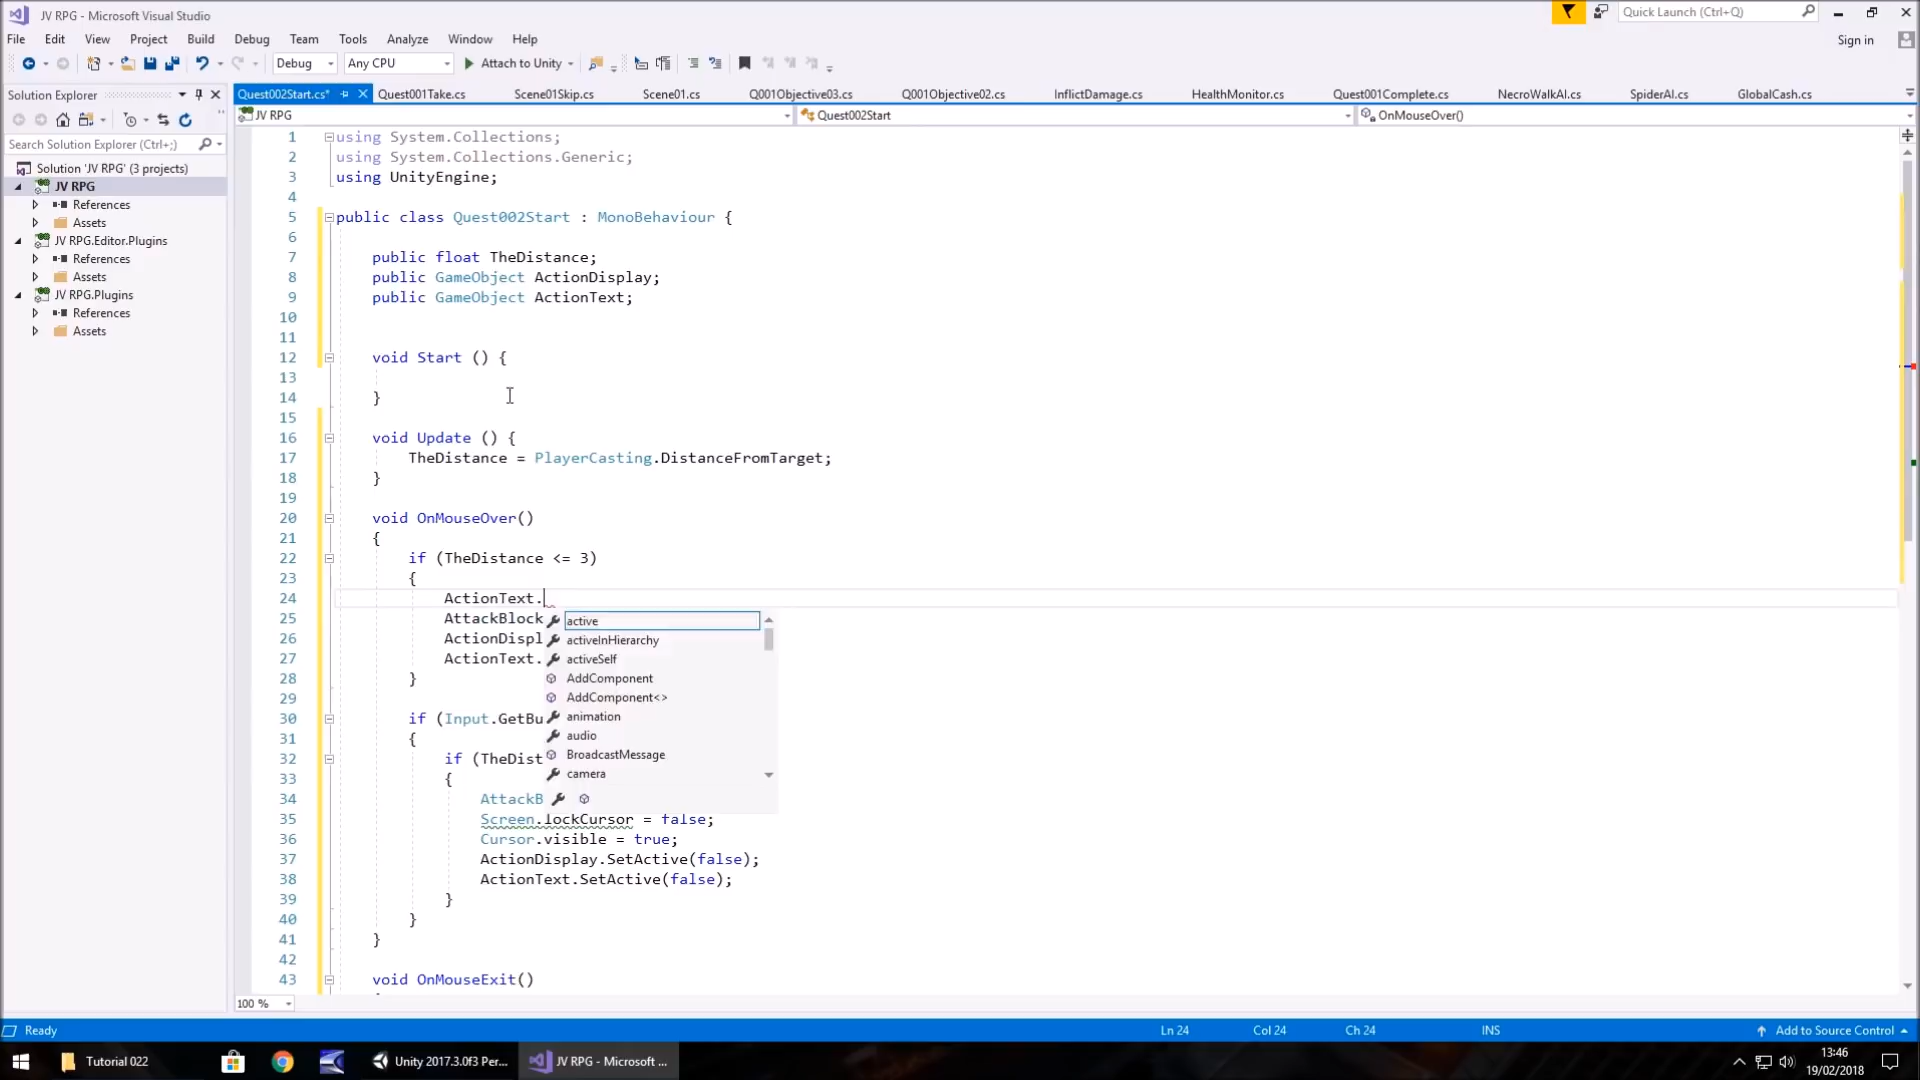 JV RPG - Microsoft Visual Studio
Quick Launch (Ctrl+Q)
File Edit View Project Build Debug Team Tools Analyze Window Help
Sign in
Debug Any CPU Attach to Unity
Solution Explorer
Search Solution Explorer (Ctrl+;)
Solution 'JV RPG' (3 projects)
JV RPG
References
Assets
JV RPG.Editor.Plugins
References
Assets
JV RPG.Plugins
References
Assets
Quest002Start.cs* Quest001Take.cs Scene01Skip.cs Scene01.cs Q001Objective03.cs Q001Objective02.cs InflictDamage.cs HealthMonitor.cs Quest001Complete.cs NecroWalkAI.cs SpiderAI.cs GlobalCash.cs
JV RPG Quest002Start OnMouseOver()
1 using System.Collections;
2 using System.Collections.Generic;
3 using UnityEngine;
4
5 public class Quest002Start : MonoBehaviour {
6
7 public float TheDistance;
8 public GameObject ActionDisplay;
9 public GameObject ActionText;
10
11
12 void Start () {
13
14 }
15
16 void Update () {
17 TheDistance = PlayerCasting.DistanceFromTarget;
18 }
19
20 void OnMouseOver()
21 {
22 if (TheDistance <= 3)
23 {
24 ActionText.
25 AttackBlock
26 ActionDispl
27 ActionText.
28 }
29
30 if (Input.GetBu
31 {
32 if (TheDist
33 {
34 AttackB
35 Screen.lockCursor = false;
36 Cursor.visible = true;
37 ActionDisplay.SetActive(false);
38 ActionText.SetActive(false);
39 }
40 }
41 }
42
43 void OnMouseExit()
active
activeInHierarchy
activeSelf
AddComponent
AddComponent<>
animation
audio
BroadcastMessage
camera
100 %
Ready Ln 24 Col 24 Ch 24 INS Add to Source Control
Tutorial 022 Unity 2017.3.0f3 Per... JV RPG - Microsoft ...
13:46
19/02/2018